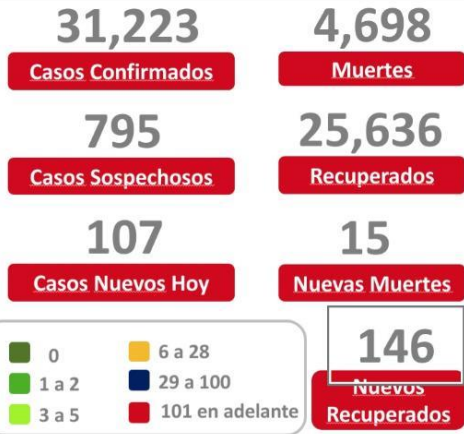 31,223
Casos Confirmados
4,698
Muertes
795
Casos Sospechosos
25,636
Recuperados
107
Casos Nuevos Hoy
15
Nuevas Muertes
146
Nuevos
Recuperados
0
1 a 2
3 a 5
6 a 28
29 a 100
101 en adelante